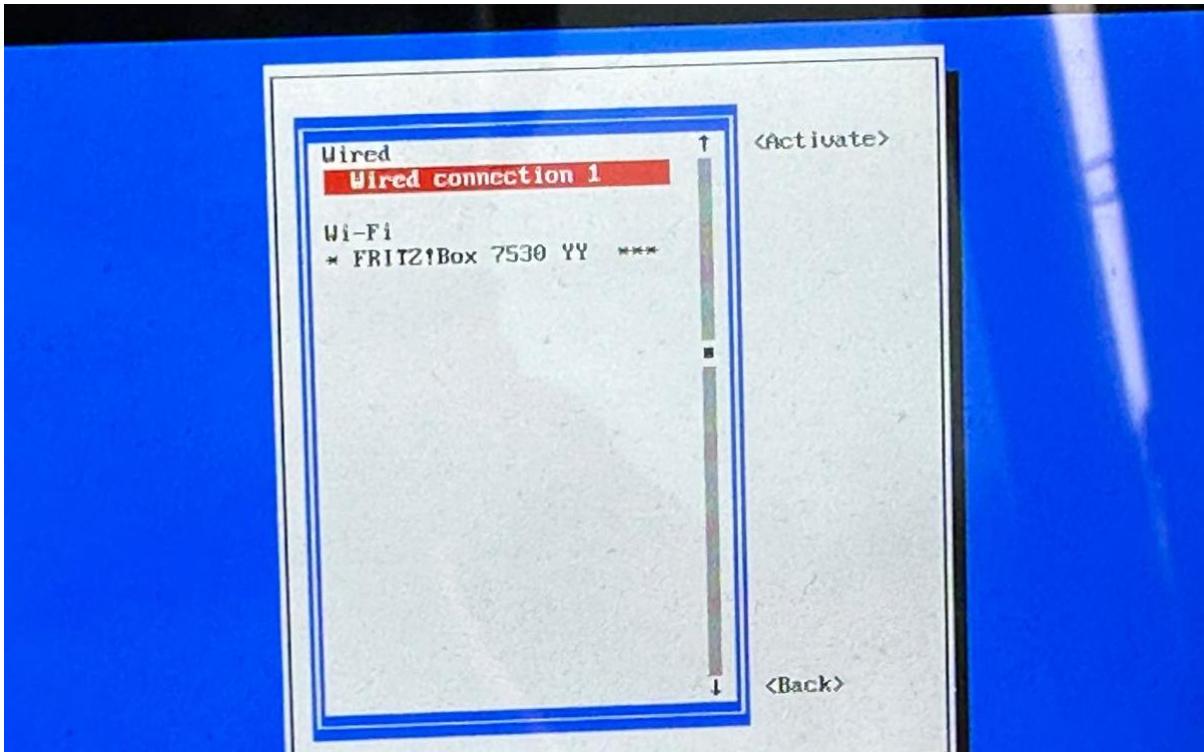 Wired
Wired connection 1
Wi-Fi
* FRITZ!Box 7530 YY ***
<Activate>
<Back>